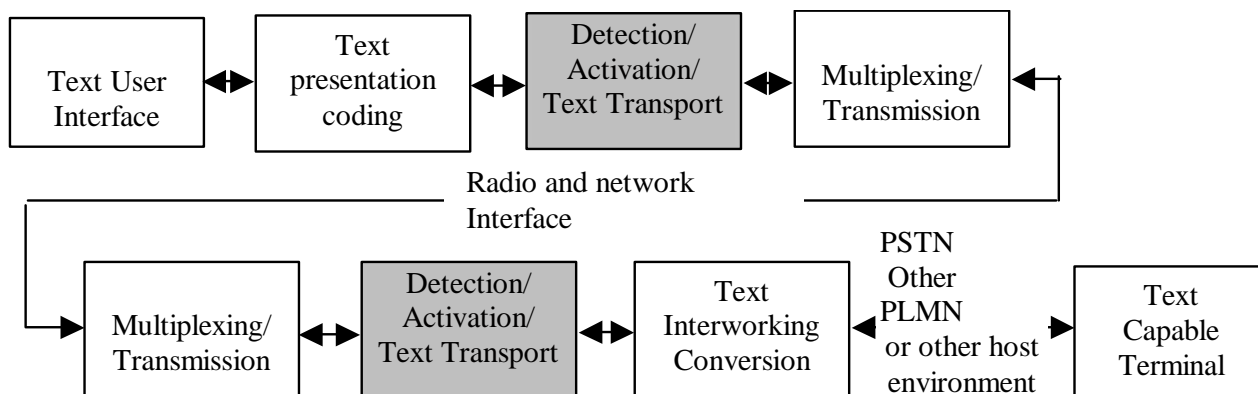 Text User
Interface
Text
presentation
coding
Detection/
Activation/
Text Transport
Multiplexing/
Transmission
Radio and network
Interface
Multiplexing/
Transmission
Detection/
Activation/
Text Transport
Text
Interworking
Conversion
PSTN
Other
PLMN
or other host
environment
Text
Capable
Terminal